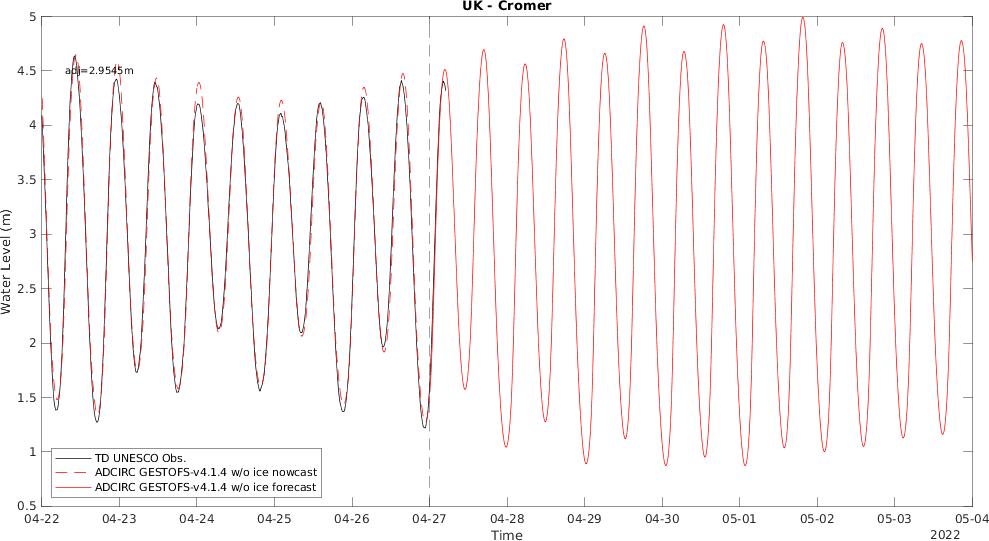 UK - Cromer
Water Level (m)
5
4.5
4
3.5
3
2.5
2
1.5
1
0.5
adj=2.9545m
TD UNESCO Obs.
ADCIRC GESTOFS-v4.1.4 w/o ice nowcast
ADCIRC GESTOFS-v4.1.4 w/o ice forecast
04-22 04-23 04-24 04-25 04-26 04-27 04-28 04-29 04-30 05-01 05-02 05-03 05-04
Time
2022